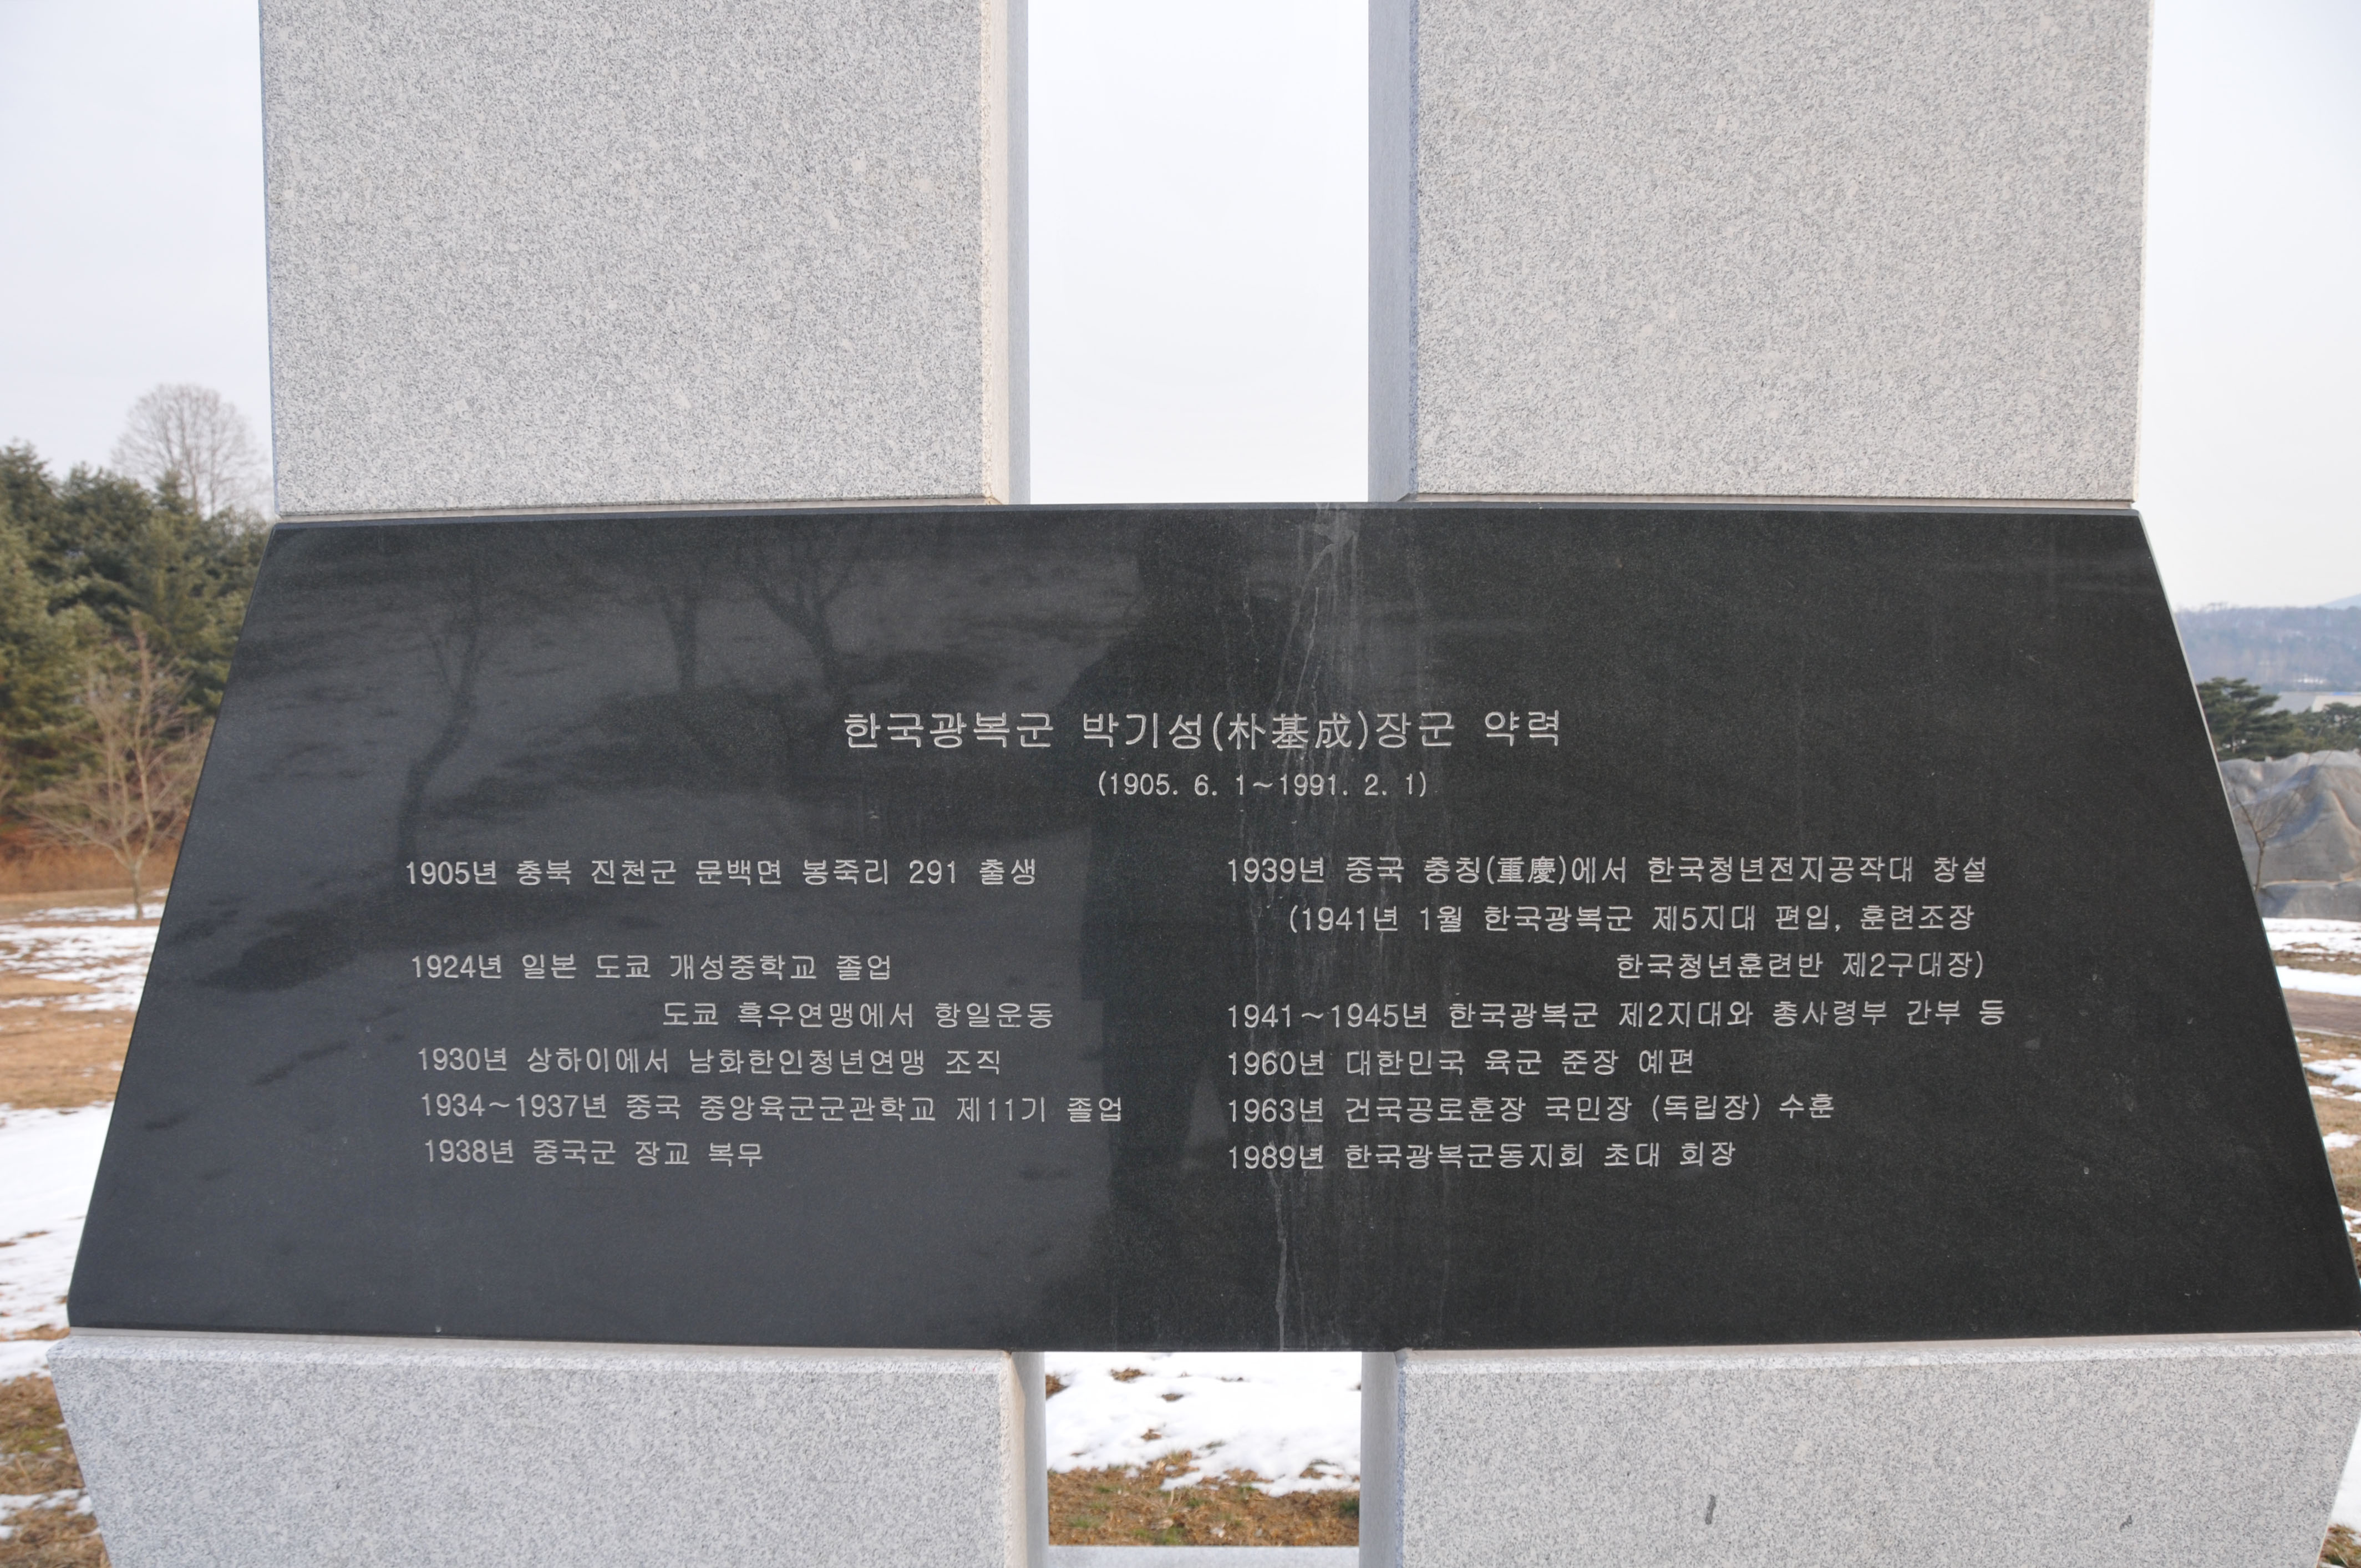 한국광복군 박기성(朴基成)장군 약력
(1905. 6. 1~1991. 2. 1)
1905년 충북 진천군 문백면 봉죽리 291 출생
1924년 일본 도쿄 개성중학교 졸업
도쿄 흑우연맹에서 항일운동
1930년 상하이에서 남화한인청년연맹 조직
1934~1937년 중국 중앙육군군관학교 제11기 졸업
1938년 중국군 장교 복무
1939년 중국 충칭(重慶)에서 한국청년전지공작대 창설
(1941년 1월 한국광복군 제5지대 편입, 훈련조장
한국청년훈련반 제2구대장)
1941~1945년 한국광복군 제2지대와 총사령부 간부 등
1960년 대한민국 육군 준장 예편
1963년 건국공로훈장 국민장 (독립장) 수훈
1989년 한국광복군동지회 초대 회장